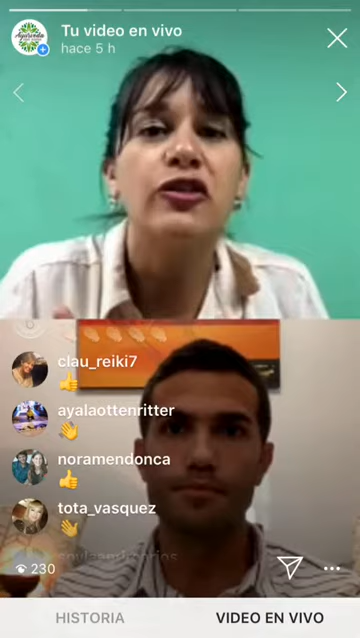 Tu video en vivo
hace 5 h
clau_reiki7
ayalaottenritter
noramendonca
tota_vasquez
230
HISTORIA
VIDEO EN VIVO